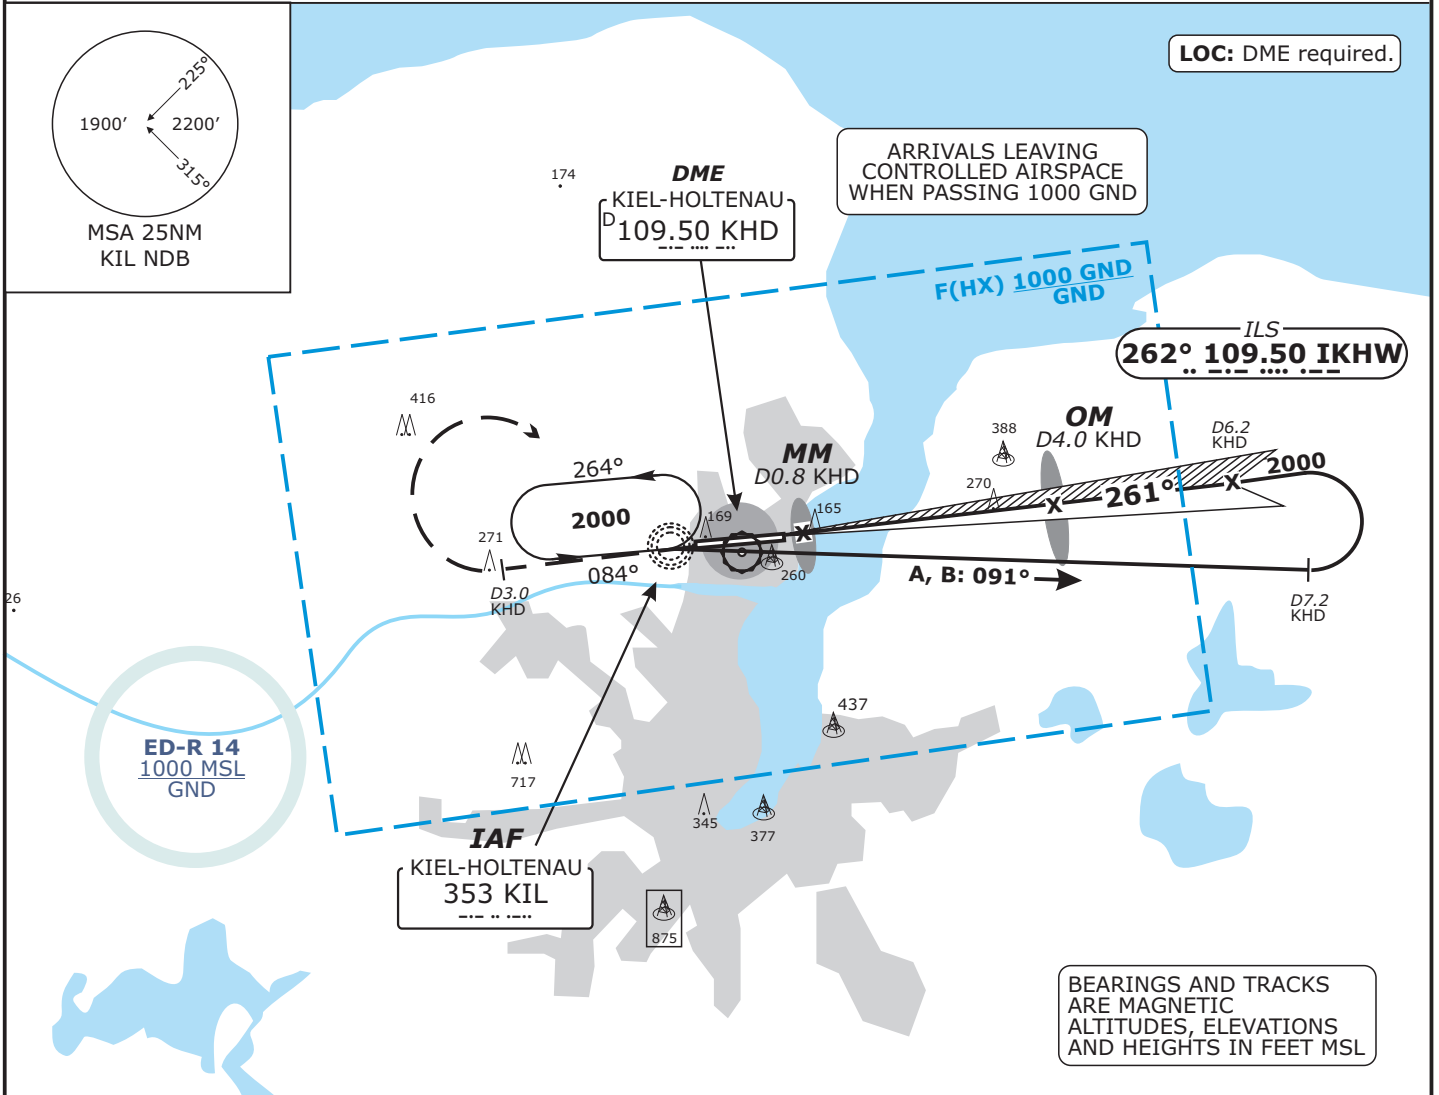 225°
1900’
2200’
315°
MSA 25NM
KIL NDB
LOC: DME required.
ARRIVALS LEAVING
CONTROLLED AIRSPACE
WHEN PASSING 1000 GND
174
DME
KIEL-HOLTENAU
D 109.50 KHD
F(HX) 1000 GND
GND
ILS
262° 109.50 IKHW
416
264°
2000
MM
D0.8 KHD
388
OM
D4.0 KHD
D6.2
KHD
2000
270
261°
169
165
271
084°
260
A, B: 091°
D3.0
KHD
D7.2
KHD
26
ED-R 14
1000 MSL
GND
437
717
345
377
IAF
KIEL-HOLTENAU
353 KIL
875
BEARINGS AND TRACKS
ARE MAGNETIC
ALTITUDES, ELEVATIONS
AND HEIGHTS IN FEET MSL